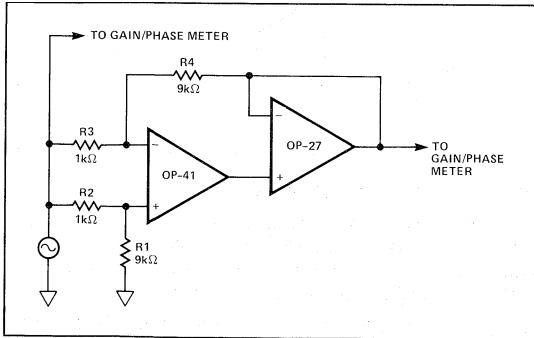 TO GAIN/PHASE METER
R4
9kΩ
R3
1kΩ
−
OP-41
+
R2
1kΩ
R1
9kΩ
−
OP-27
+
TO
GAIN/PHASE
METER